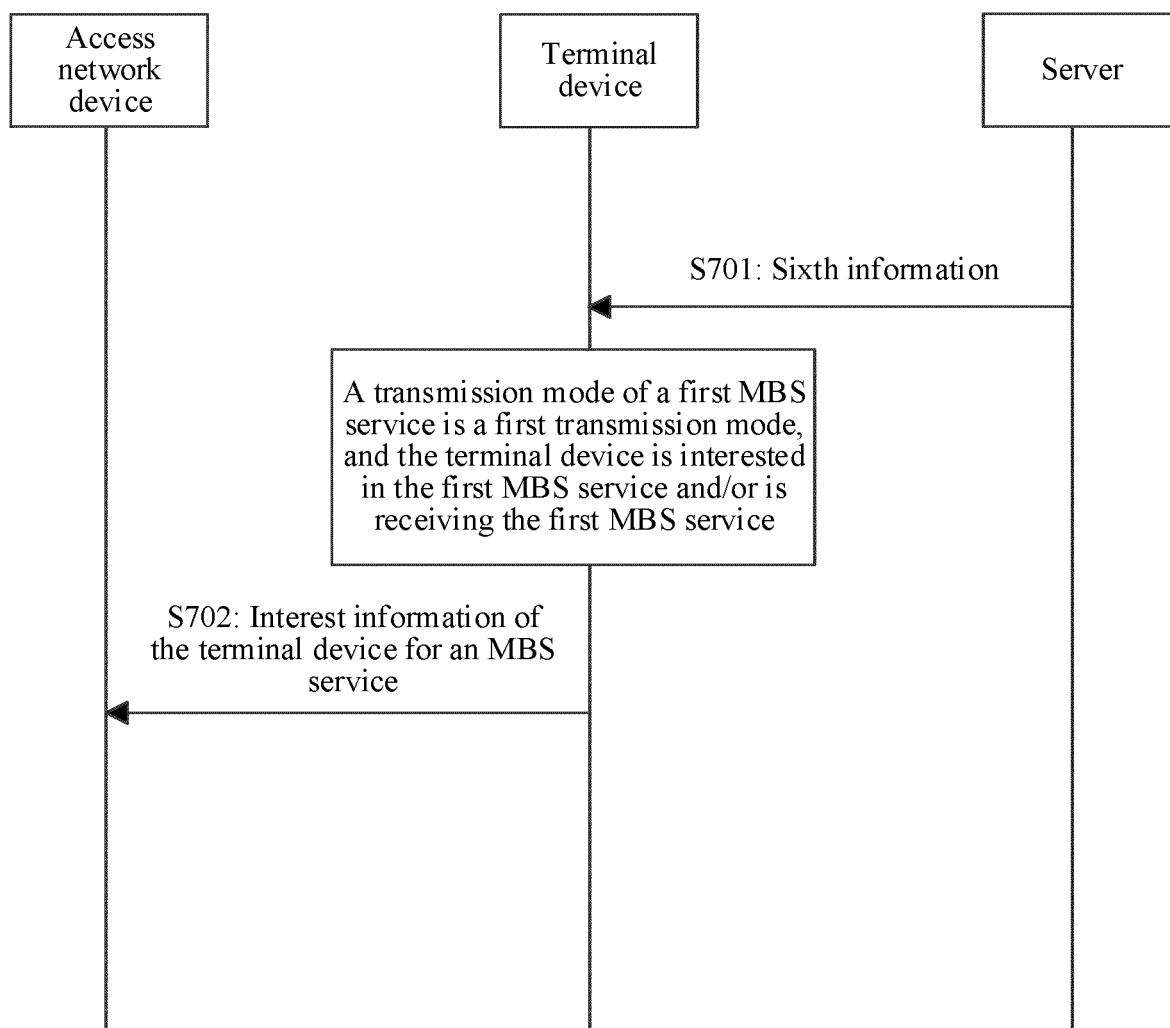 Access
network
device
Terminal
device
Server
S701: Sixth information
A transmission mode of a first MBS
service is a first transmission mode,
and the terminal device is interested
in the first MBS service and/or is
receiving the first MBS service
S702: Interest information of
the terminal device for an MBS
service